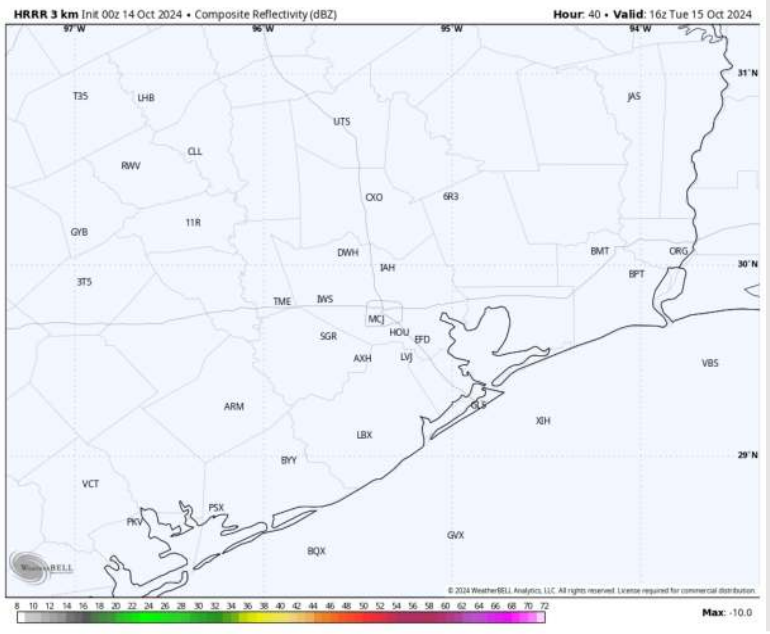 HRRR 3 km Init 00z 14 Oct 2024 • Composite Reflectivity (dBZ) Hour: 40 • Valid: 16z Tue 15 Oct 2024
97°W 96°W 95°W 94°W
31°N
T35 LHB JAS
UTS
CLL
RWV
CXO 6R3
11R
GYB
DWH BMT ORG
IAH 30°N
3T5 BPT
TME IWS
MCJ
SGR HOU EFD
AXH LVJ VBS
ARM GLS
LBX XIH
BYY 29°N
VCT
PKV PSX
GVX
BQX
WeatherBELL
© 2024 WeatherBELL Analytics, LLC. All rights reserved. License required for commercial distribution.
8 10 12 14 16 18 20 22 24 26 28 30 32 34 36 38 40 42 44 46 48 50 52 54 56 58 60 62 64 66 68 70 72 Max: -10.0